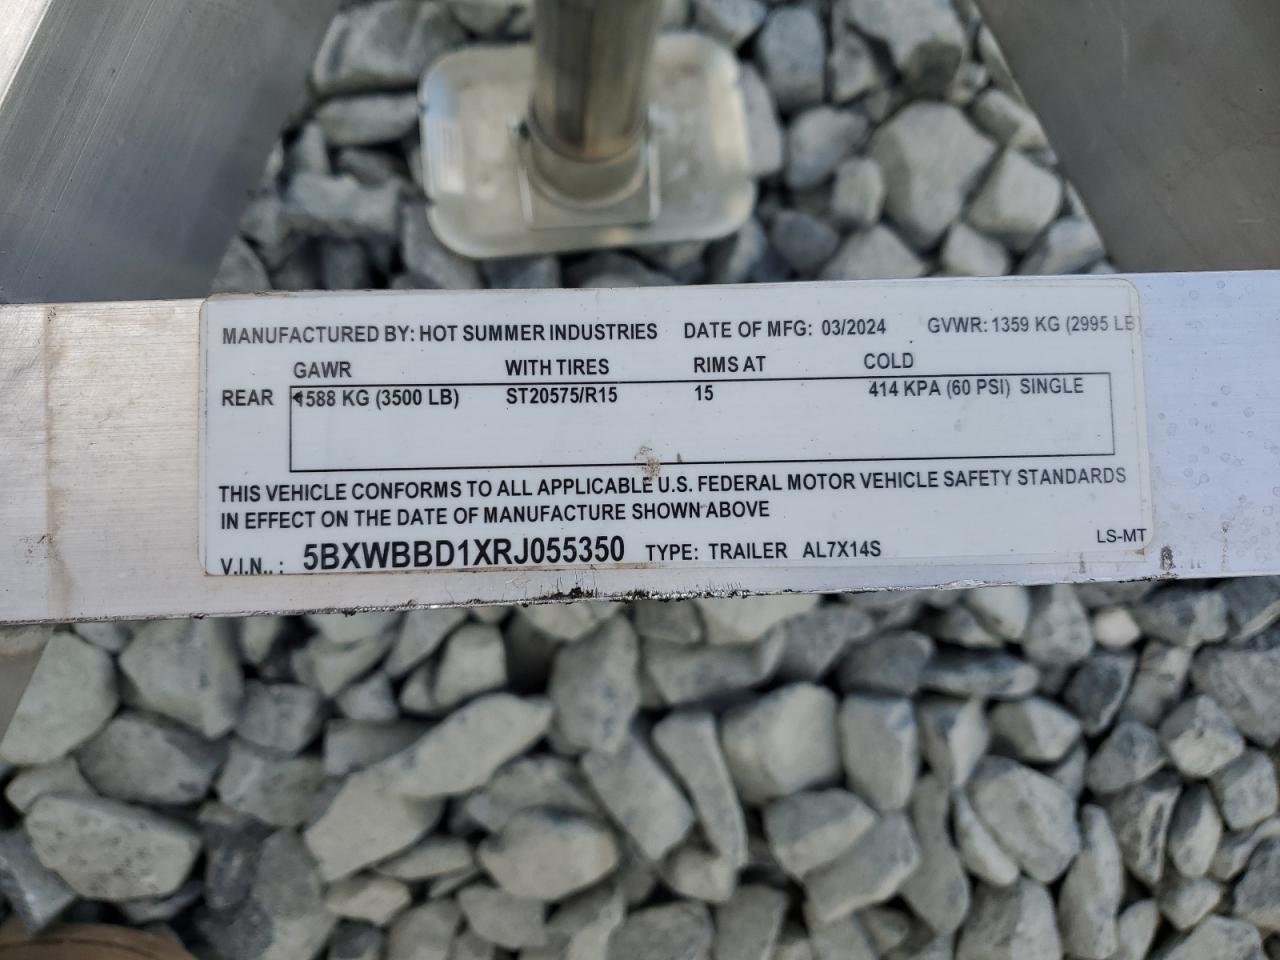 MANUFACTURED BY: HOT SUMMER INDUSTRIES DATE OF MFG: 03/2024 GVWR: 1359 KG (2995 LB
GAWR WITH TIRES RIMS AT COLD
REAR 1588 KG (3500 LB) ST20575/R15 15 414 KPA (60 PSI) SINGLE
THIS VEHICLE CONFORMS TO ALL APPLICABLE U.S. FEDERAL MOTOR VEHICLE SAFETY STANDARDS
IN EFFECT ON THE DATE OF MANUFACTURE SHOWN ABOVE
V.I.N.. : 5BXWBBD1XRJ055350 TYPE: TRAILER AL7X14S LS-MT